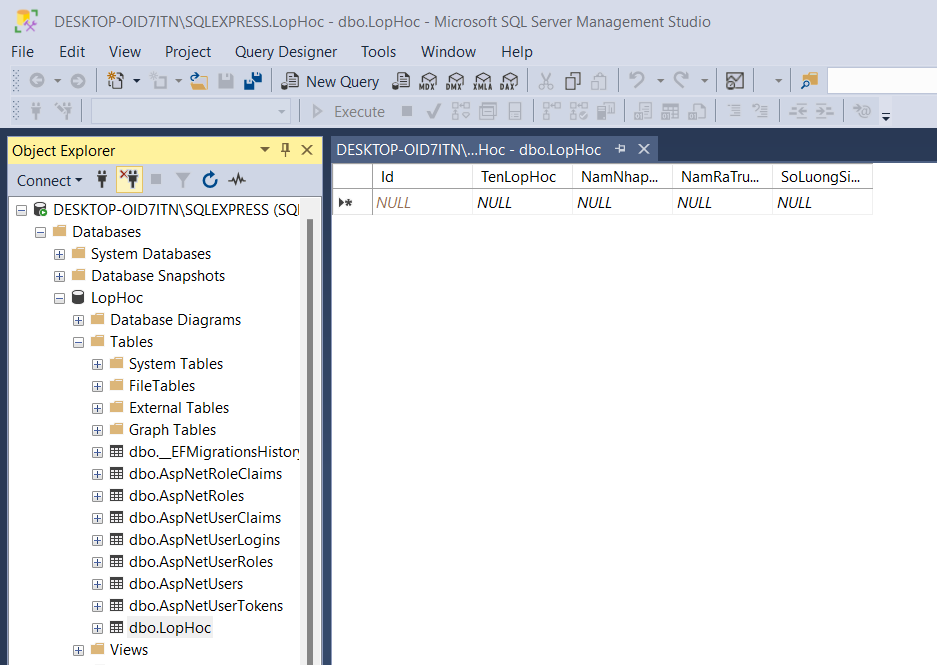 DESKTOP-OID7ITN\SQLEXPRESS.LopHoc - dbo.LopHoc - Microsoft SQL Server Management Studio
File Edit View Project Query Designer Tools Window Help
New Query MDX DMX XMLA DAX
Execute
Object Explorer
Connect
DESKTOP-OID7ITN\SQLEXPRESS (SQL
Databases
System Databases
Database Snapshots
LopHoc
Database Diagrams
Tables
System Tables
FileTables
External Tables
Graph Tables
dbo.__EFMigrationsHistory
dbo.AspNetRoleClaims
dbo.AspNetRoles
dbo.AspNetUserClaims
dbo.AspNetUserLogins
dbo.AspNetUserRoles
dbo.AspNetUsers
dbo.AspNetUserTokens
dbo.LopHoc
Views
DESKTOP-OID7ITN\...Hoc - dbo.LopHoc
Id TenLopHoc NamNhap... NamRaTru... SoLuongSi...
NULL NULL NULL NULL NULL